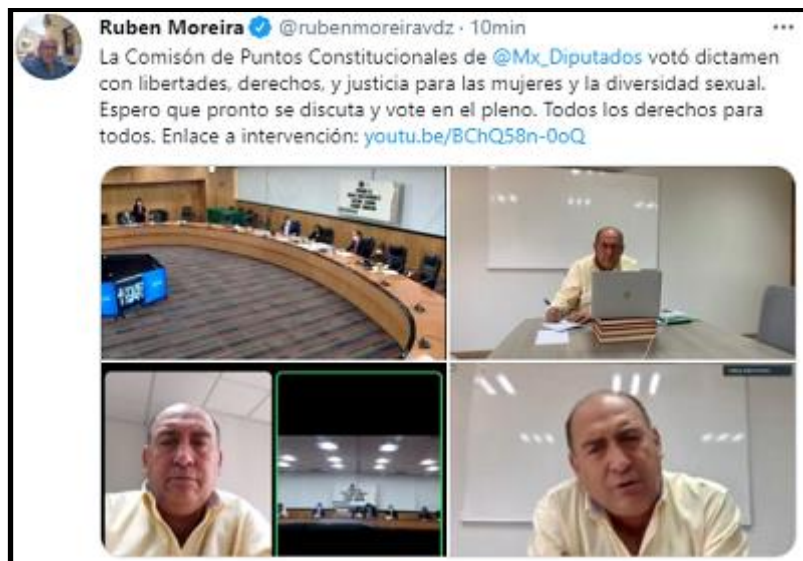 Ruben Moreira @rubenmoreiravdz · 10min
La Comisón de Puntos Constitucionales de @Mx_Diputados votó dictamen
con libertades, derechos, y justicia para las mujeres y la diversidad sexual.
Espero que pronto se discuta y vote en el pleno. Todos los derechos para
todos. Enlace a intervención: youtu.be/BChQ58n-0oQ